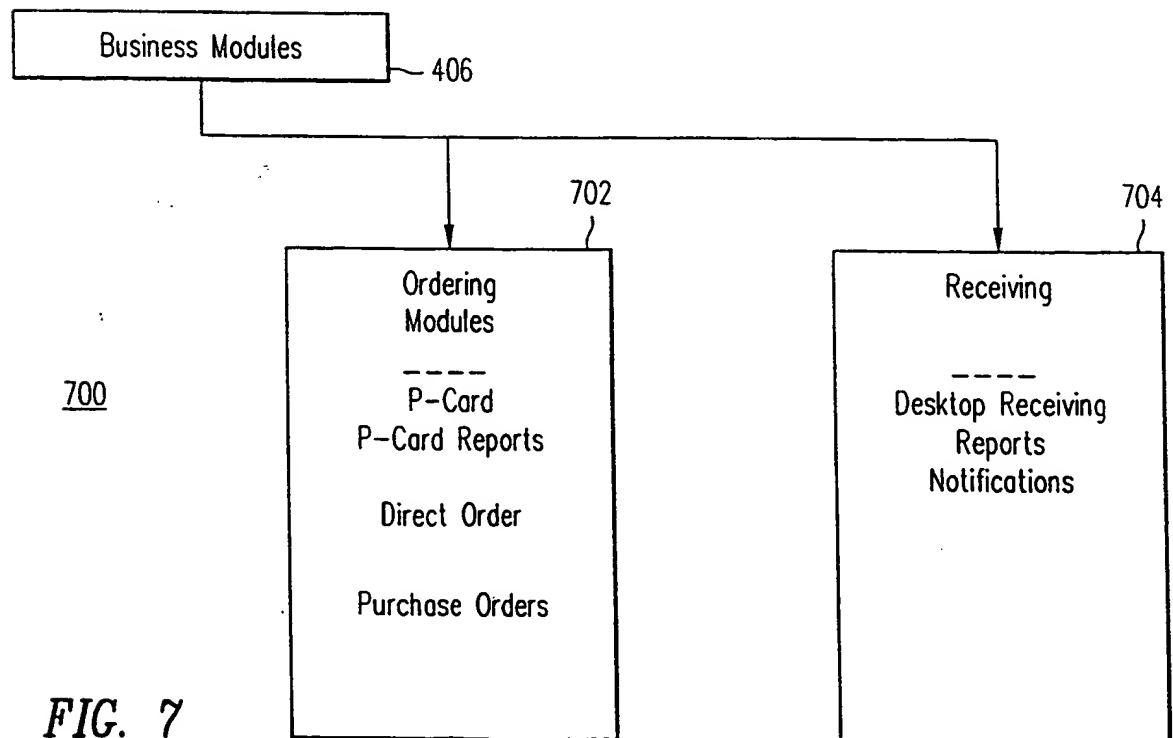 Business Modules
406
702
704
Ordering
Modules
----
P-Card
P-Card Reports
Direct Order
Purchase Orders
Receiving
----
Desktop Receiving
Reports
Notifications
700
FIG. 7